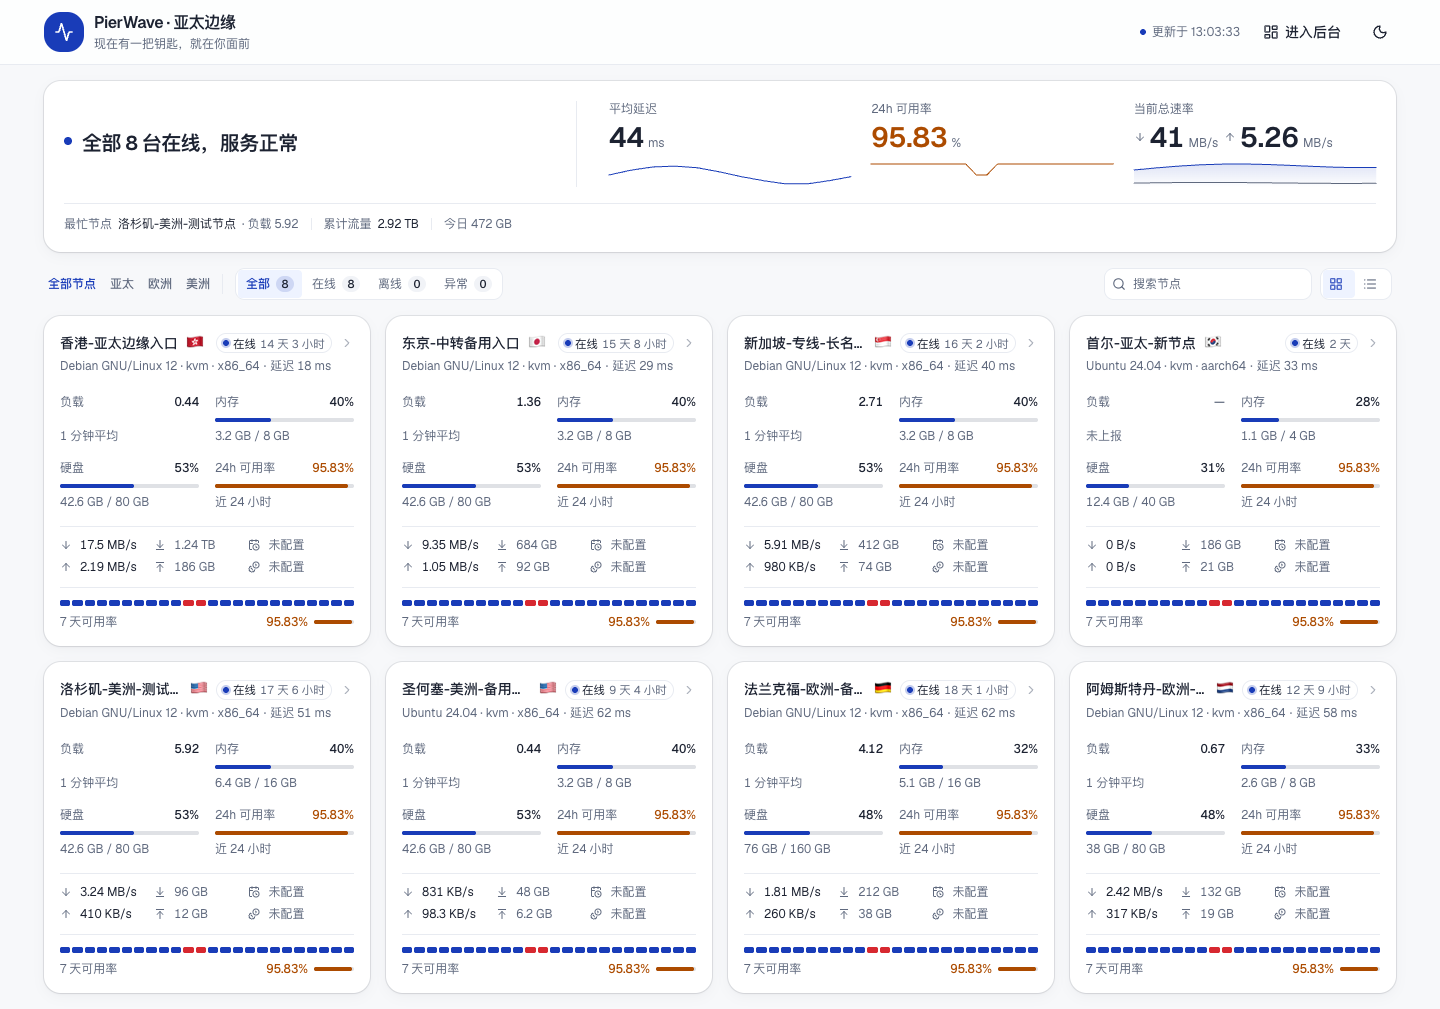 PierWave · 亚太边缘
现在有一把钥匙，就在你面前
更新于 13:03:33
进入后台
全部 8 台在线，服务正常
平均延迟
44 ms
24h 可用率
95.83 %
当前总速率
41 MB/s 5.26 MB/s
最忙节点 洛杉矶-美洲-测试节点 · 负载 5.92 累计流量 2.92 TB 今日 472 GB
全部节点 亚太 欧洲 美洲 全部 8 在线 8 离线 0 异常 0 搜索节点
香港-亚太边缘入口 在线 14 天 3 小时
Debian GNU/Linux 12 · kvm · x86_64 · 延迟 18 ms
负载 0.44 内存 40%
1 分钟平均 3.2 GB / 8 GB
硬盘 53% 24h 可用率 95.83%
42.6 GB / 80 GB 近 24 小时
17.5 MB/s 1.24 TB 未配置
2.19 MB/s 186 GB 未配置
7 天可用率 95.83%
东京-中转备用入口 在线 15 天 8 小时
Debian GNU/Linux 12 · kvm · x86_64 · 延迟 29 ms
负载 1.36 内存 40%
1 分钟平均 3.2 GB / 8 GB
硬盘 53% 24h 可用率 95.83%
42.6 GB / 80 GB 近 24 小时
9.35 MB/s 684 GB 未配置
1.05 MB/s 92 GB 未配置
7 天可用率 95.83%
新加坡-专线-长名... 在线 16 天 2 小时
Debian GNU/Linux 12 · kvm · x86_64 · 延迟 40 ms
负载 2.71 内存 40%
1 分钟平均 3.2 GB / 8 GB
硬盘 53% 24h 可用率 95.83%
42.6 GB / 80 GB 近 24 小时
5.91 MB/s 412 GB 未配置
980 KB/s 74 GB 未配置
7 天可用率 95.83%
首尔-亚太-新节点 在线 2 天
Ubuntu 24.04 · kvm · aarch64 · 延迟 33 ms
负载 — 内存 28%
未上报 1.1 GB / 4 GB
硬盘 31% 24h 可用率 95.83%
12.4 GB / 40 GB 近 24 小时
0 B/s 186 GB 未配置
0 B/s 21 GB 未配置
7 天可用率 95.83%
洛杉矶-美洲-测试... 在线 17 天 6 小时
Debian GNU/Linux 12 · kvm · x86_64 · 延迟 51 ms
负载 5.92 内存 40%
1 分钟平均 6.4 GB / 16 GB
硬盘 53% 24h 可用率 95.83%
42.6 GB / 80 GB 近 24 小时
3.24 MB/s 96 GB 未配置
410 KB/s 12 GB 未配置
7 天可用率 95.83%
圣何塞-美洲-备用... 在线 9 天 4 小时
Ubuntu 24.04 · kvm · x86_64 · 延迟 62 ms
负载 0.44 内存 40%
1 分钟平均 3.2 GB / 8 GB
硬盘 53% 24h 可用率 95.83%
42.6 GB / 80 GB 近 24 小时
831 KB/s 48 GB 未配置
98.3 KB/s 6.2 GB 未配置
7 天可用率 95.83%
法兰克福-欧洲-备... 在线 18 天 1 小时
Debian GNU/Linux 12 · kvm · x86_64 · 延迟 62 ms
负载 4.12 内存 32%
1 分钟平均 5.1 GB / 16 GB
硬盘 48% 24h 可用率 95.83%
76 GB / 160 GB 近 24 小时
1.81 MB/s 212 GB 未配置
260 KB/s 38 GB 未配置
7 天可用率 95.83%
阿姆斯特丹-欧洲-... 在线 12 天 9 小时
Debian GNU/Linux 12 · kvm · x86_64 · 延迟 58 ms
负载 0.67 内存 33%
1 分钟平均 2.6 GB / 8 GB
硬盘 48% 24h 可用率 95.83%
38 GB / 80 GB 近 24 小时
2.42 MB/s 132 GB 未配置
317 KB/s 19 GB 未配置
7 天可用率 95.83%